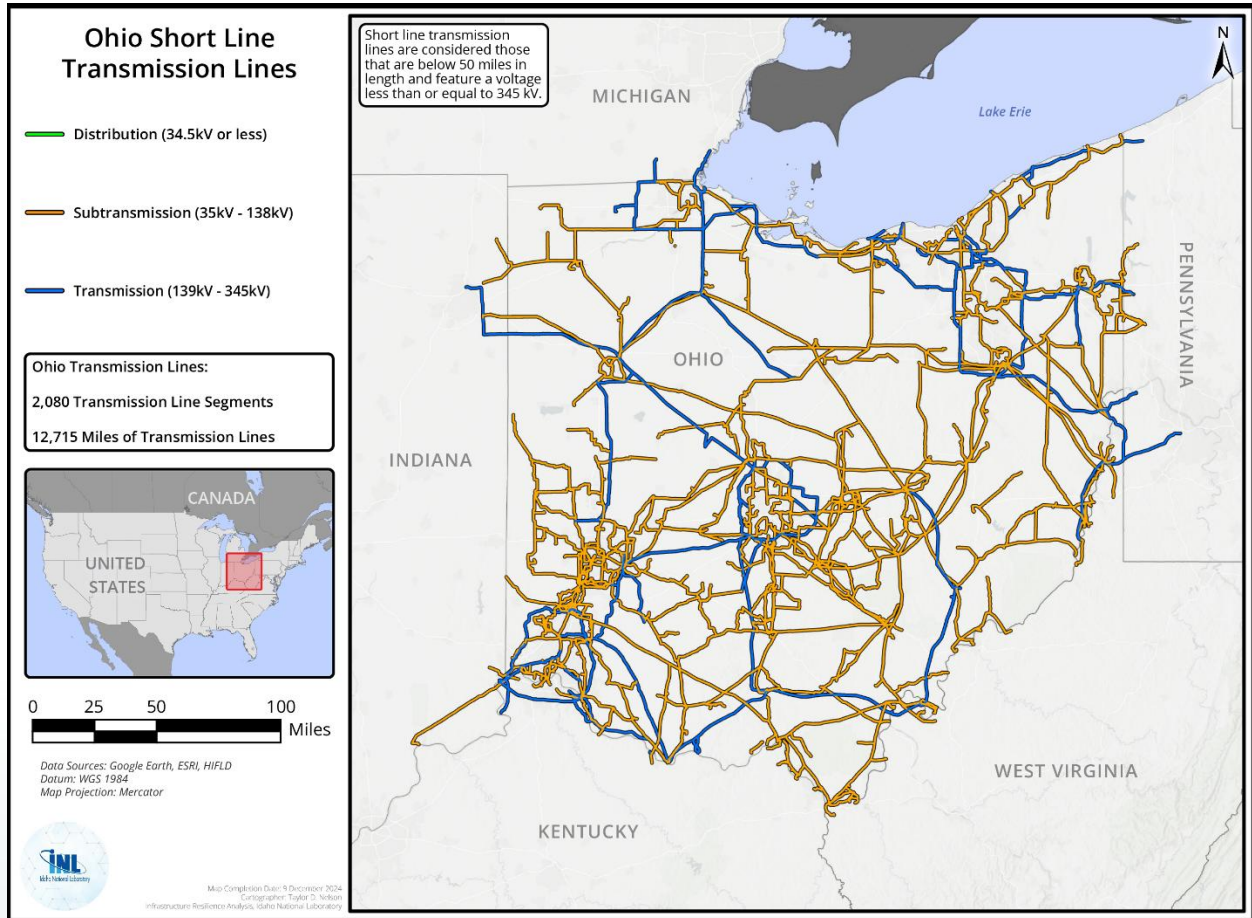 Ohio Short Line
Transmission Lines
Distribution (34.5kV or less)
Subtransmission (35kV - 138kV)
Transmission (139kV - 345kV)
Ohio Transmission Lines:
2,080 Transmission Line Segments
12,715 Miles of Transmission Lines
CANADA
UNITED
STATES
0 25 50 100
Miles
Data Sources: Google Earth, ESRI, HIFLD
Datum: WGS 1984
Map Projection: Mercator
INL
Idaho National Laboratory
Map Completion Date: 9 December 2024
Cartographer: Taylor D. Nelson
Infrastructure Resilience Analysis, Idaho National Laboratory
Short line transmission
lines are considered those
that are below 50 miles in
length and feature a voltage
less than or equal to 345 kV.
N
MICHIGAN
Lake Erie
PENNSYLVANIA
OHIO
INDIANA
WEST VIRGINIA
KENTUCKY